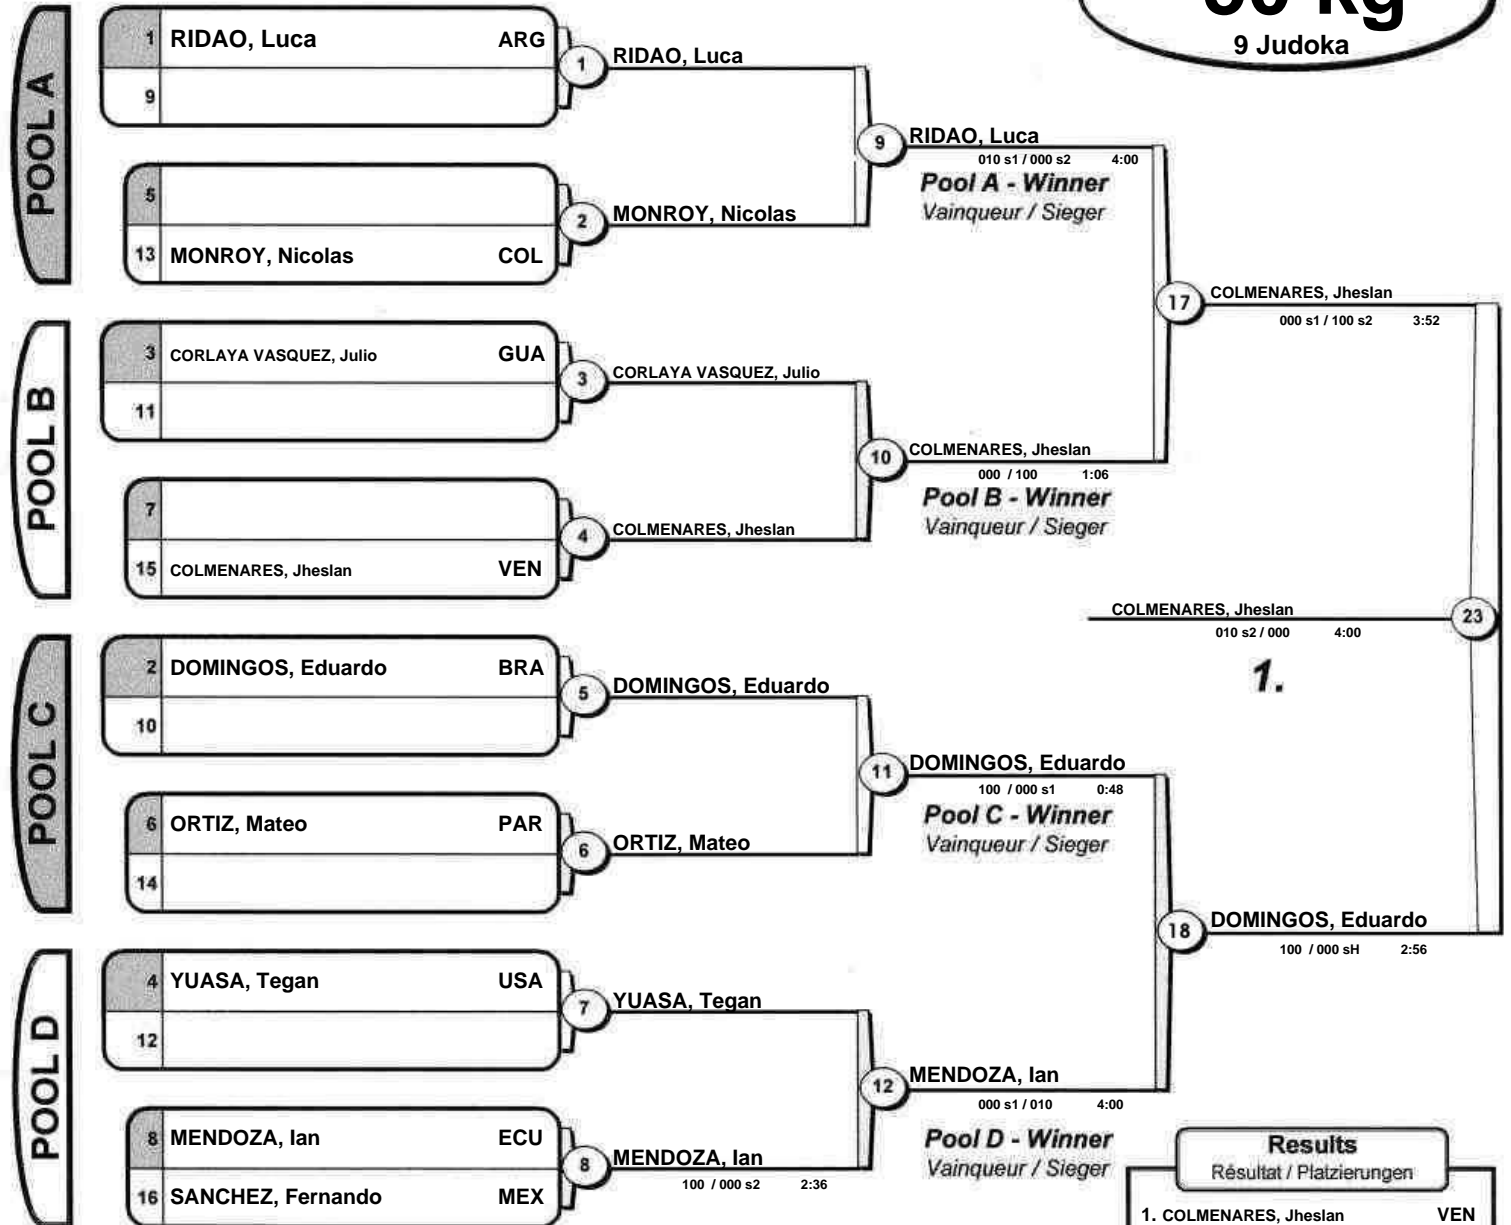 9 Judoka
POOL A
1 RIDAO, Luca ARG
9
1 RIDAO, Luca
5
13 MONROY, Nicolas COL
2 MONROY, Nicolas
9 RIDAO, Luca
010 s1 / 000 s2 4:00
Pool A - Winner
Vainqueur / Sieger
POOL B
3 CORLAYA VASQUEZ, Julio GUA
11
3 CORLAYA VASQUEZ, Julio
7
15 COLMENARES, Jheslan VEN
4 COLMENARES, Jheslan
10 COLMENARES, Jheslan
000 / 100 1:06
Pool B - Winner
Vainqueur / Sieger
17 COLMENARES, Jheslan
000 s1 / 100 s2 3:52
COLMENARES, Jheslan 23
010 s2 / 000 4:00
1.
POOL C
2 DOMINGOS, Eduardo BRA
10
5 DOMINGOS, Eduardo
6 ORTIZ, Mateo PAR
14
6 ORTIZ, Mateo
11 DOMINGOS, Eduardo
100 / 000 s1 0:48
Pool C - Winner
Vainqueur / Sieger
18 DOMINGOS, Eduardo
100 / 000 sH 2:56
POOL D
4 YUASA, Tegan USA
12
7 YUASA, Tegan
8 MENDOZA, Ian ECU
16 SANCHEZ, Fernando MEX
8 MENDOZA, Ian
100 / 000 s2 2:36
12 MENDOZA, Ian
000 s1 / 010 4:00
Pool D - Winner
Vainqueur / Sieger
Results
Résultat / Platzierungen
1. COLMENARES, Jheslan VEN